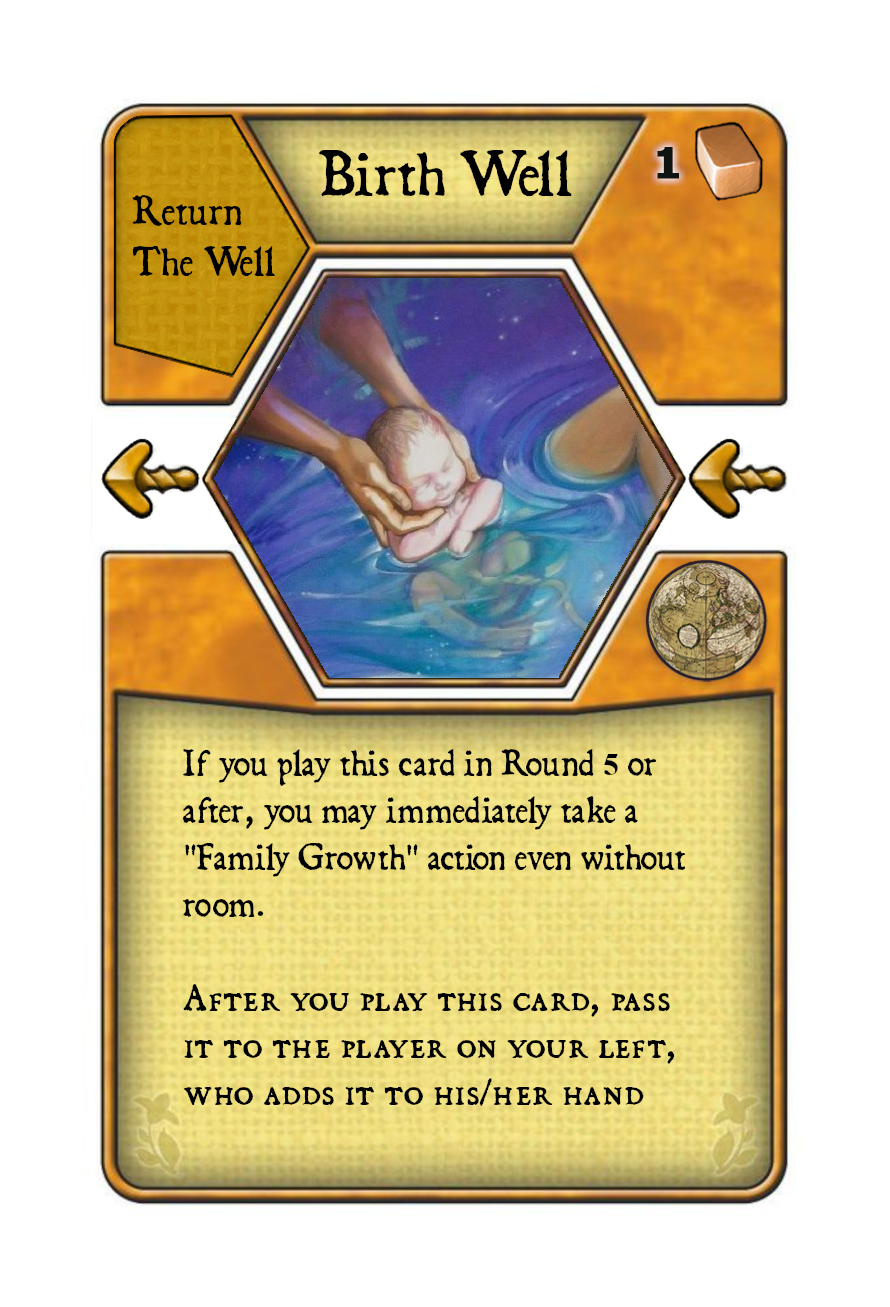 Birth Well
1
Return
The Well
If you play this card in Round 5 or
after, you may immediately take a
"Family Growth" action even without
room.
After you play this card, pass
it to the player on your left,
who adds it to his/her hand